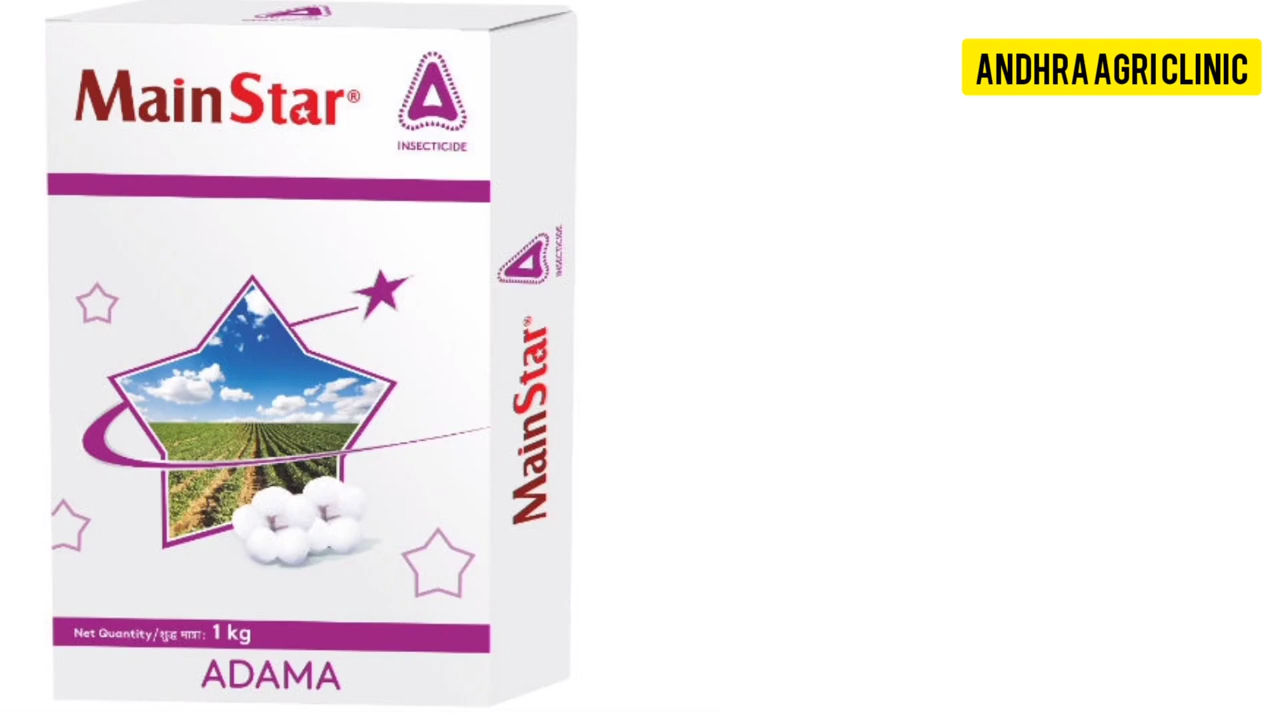 ANDHRA AGRI CLINIC
MainStar®
INSECTICIDE
INSECTICIDE
MainStar®
Net Quantity/शुद्ध मात्रा: 1 kg
ADAMA